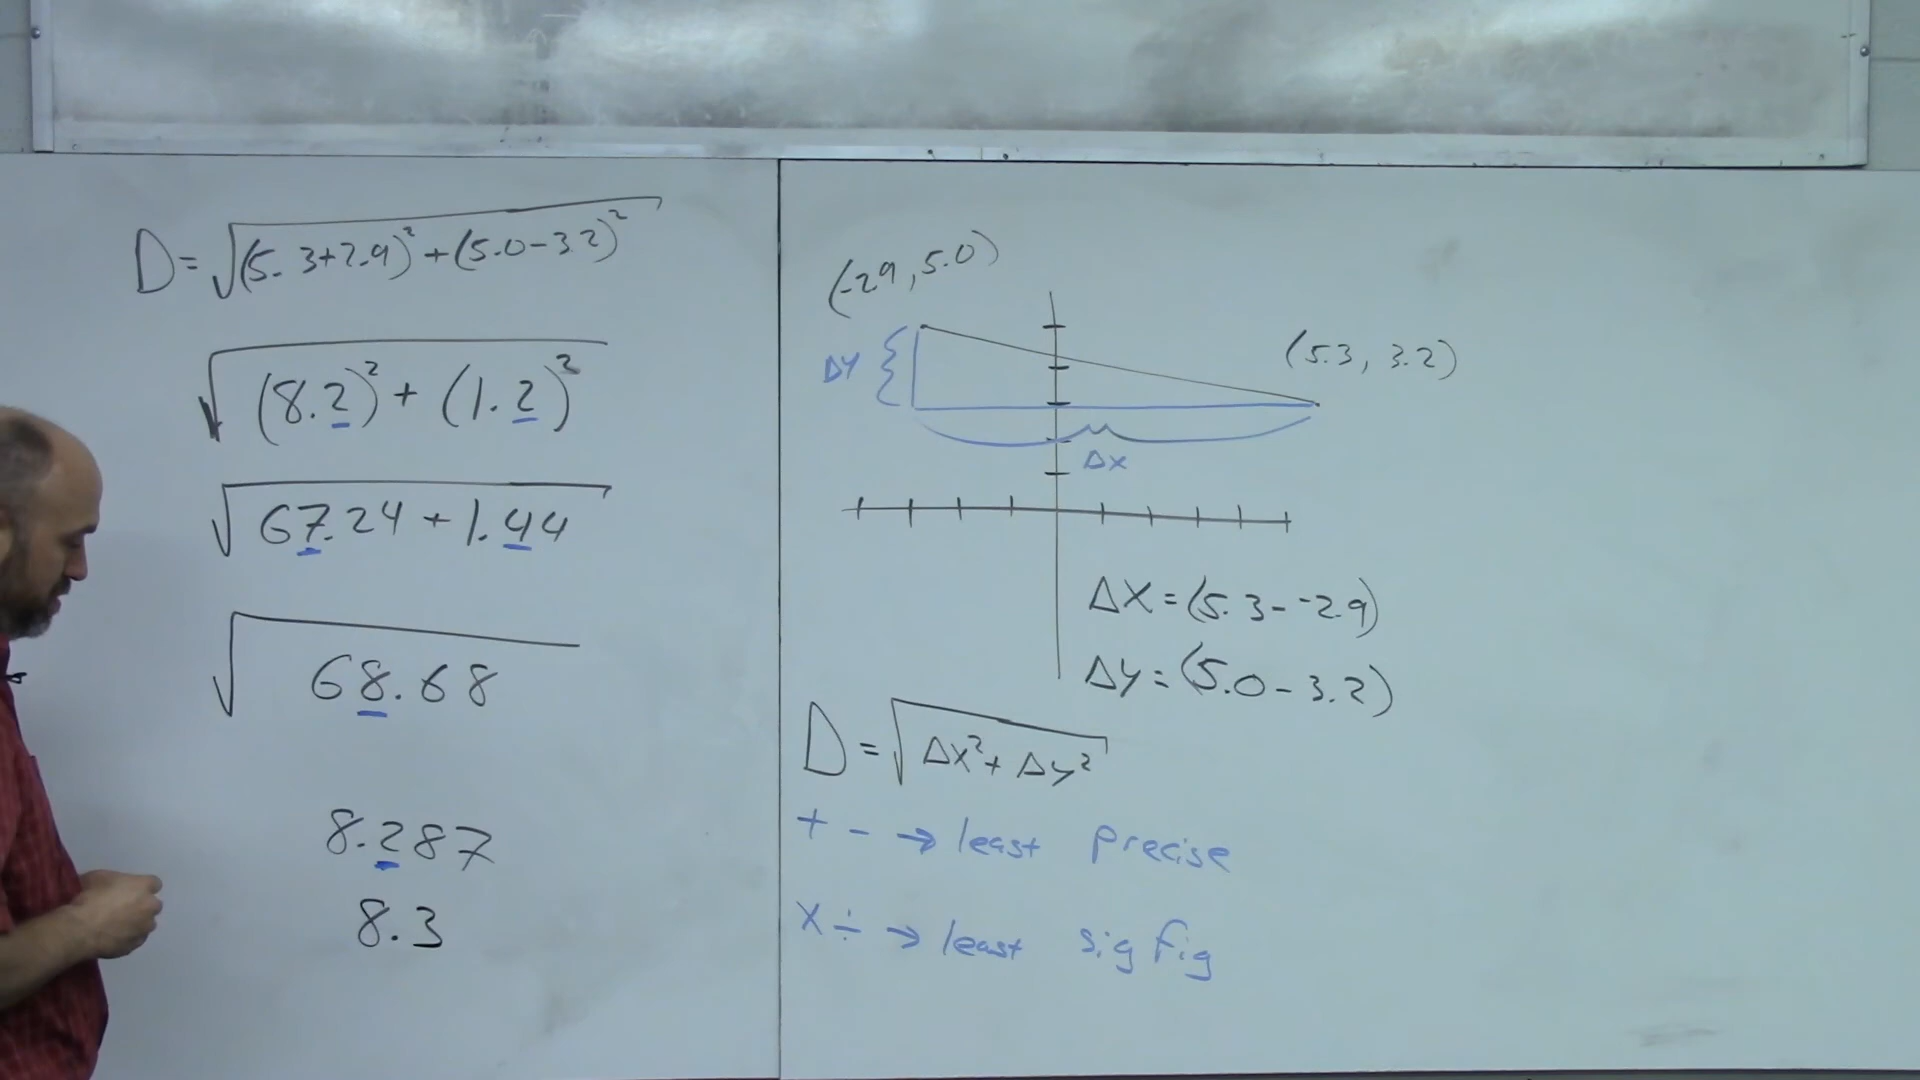 D=√(5.3+2.9)²+(5.0-3.2)²
√(8.2)²+(1.2)²
√67.24+1.44
√68.68
8.287
8.3
(-2.9,5.0)
(5.3, 3.2)
ΔY
Δx
ΔX=(5.3--2.9)
Δy=(5.0-3.2)
D=√Δx²+Δy²
+ - → least precise
x ÷ → least sig fig